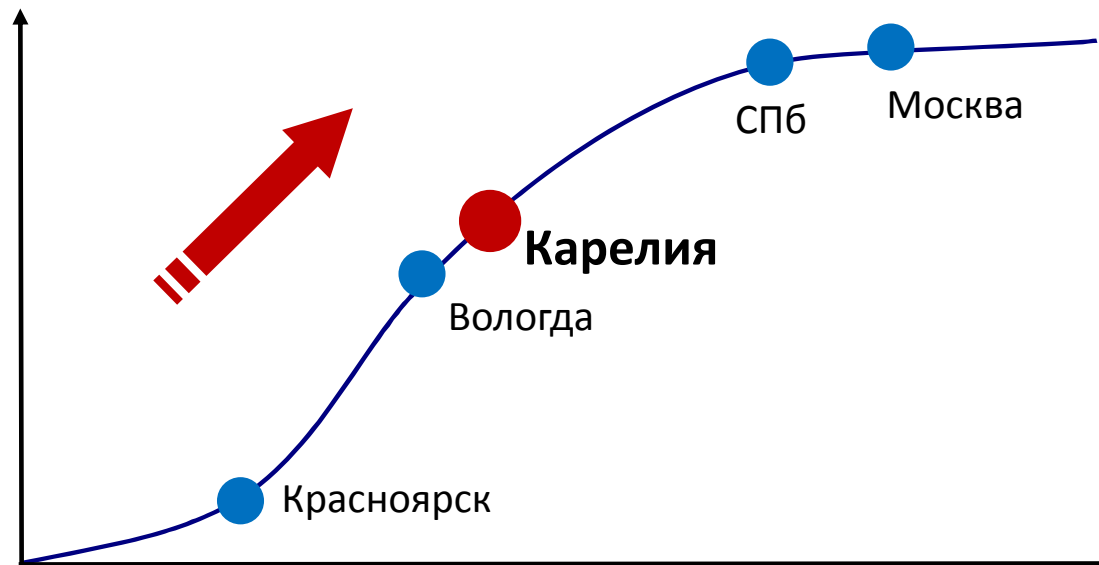 СПб
Москва
Карелия
Вологда
Красноярск